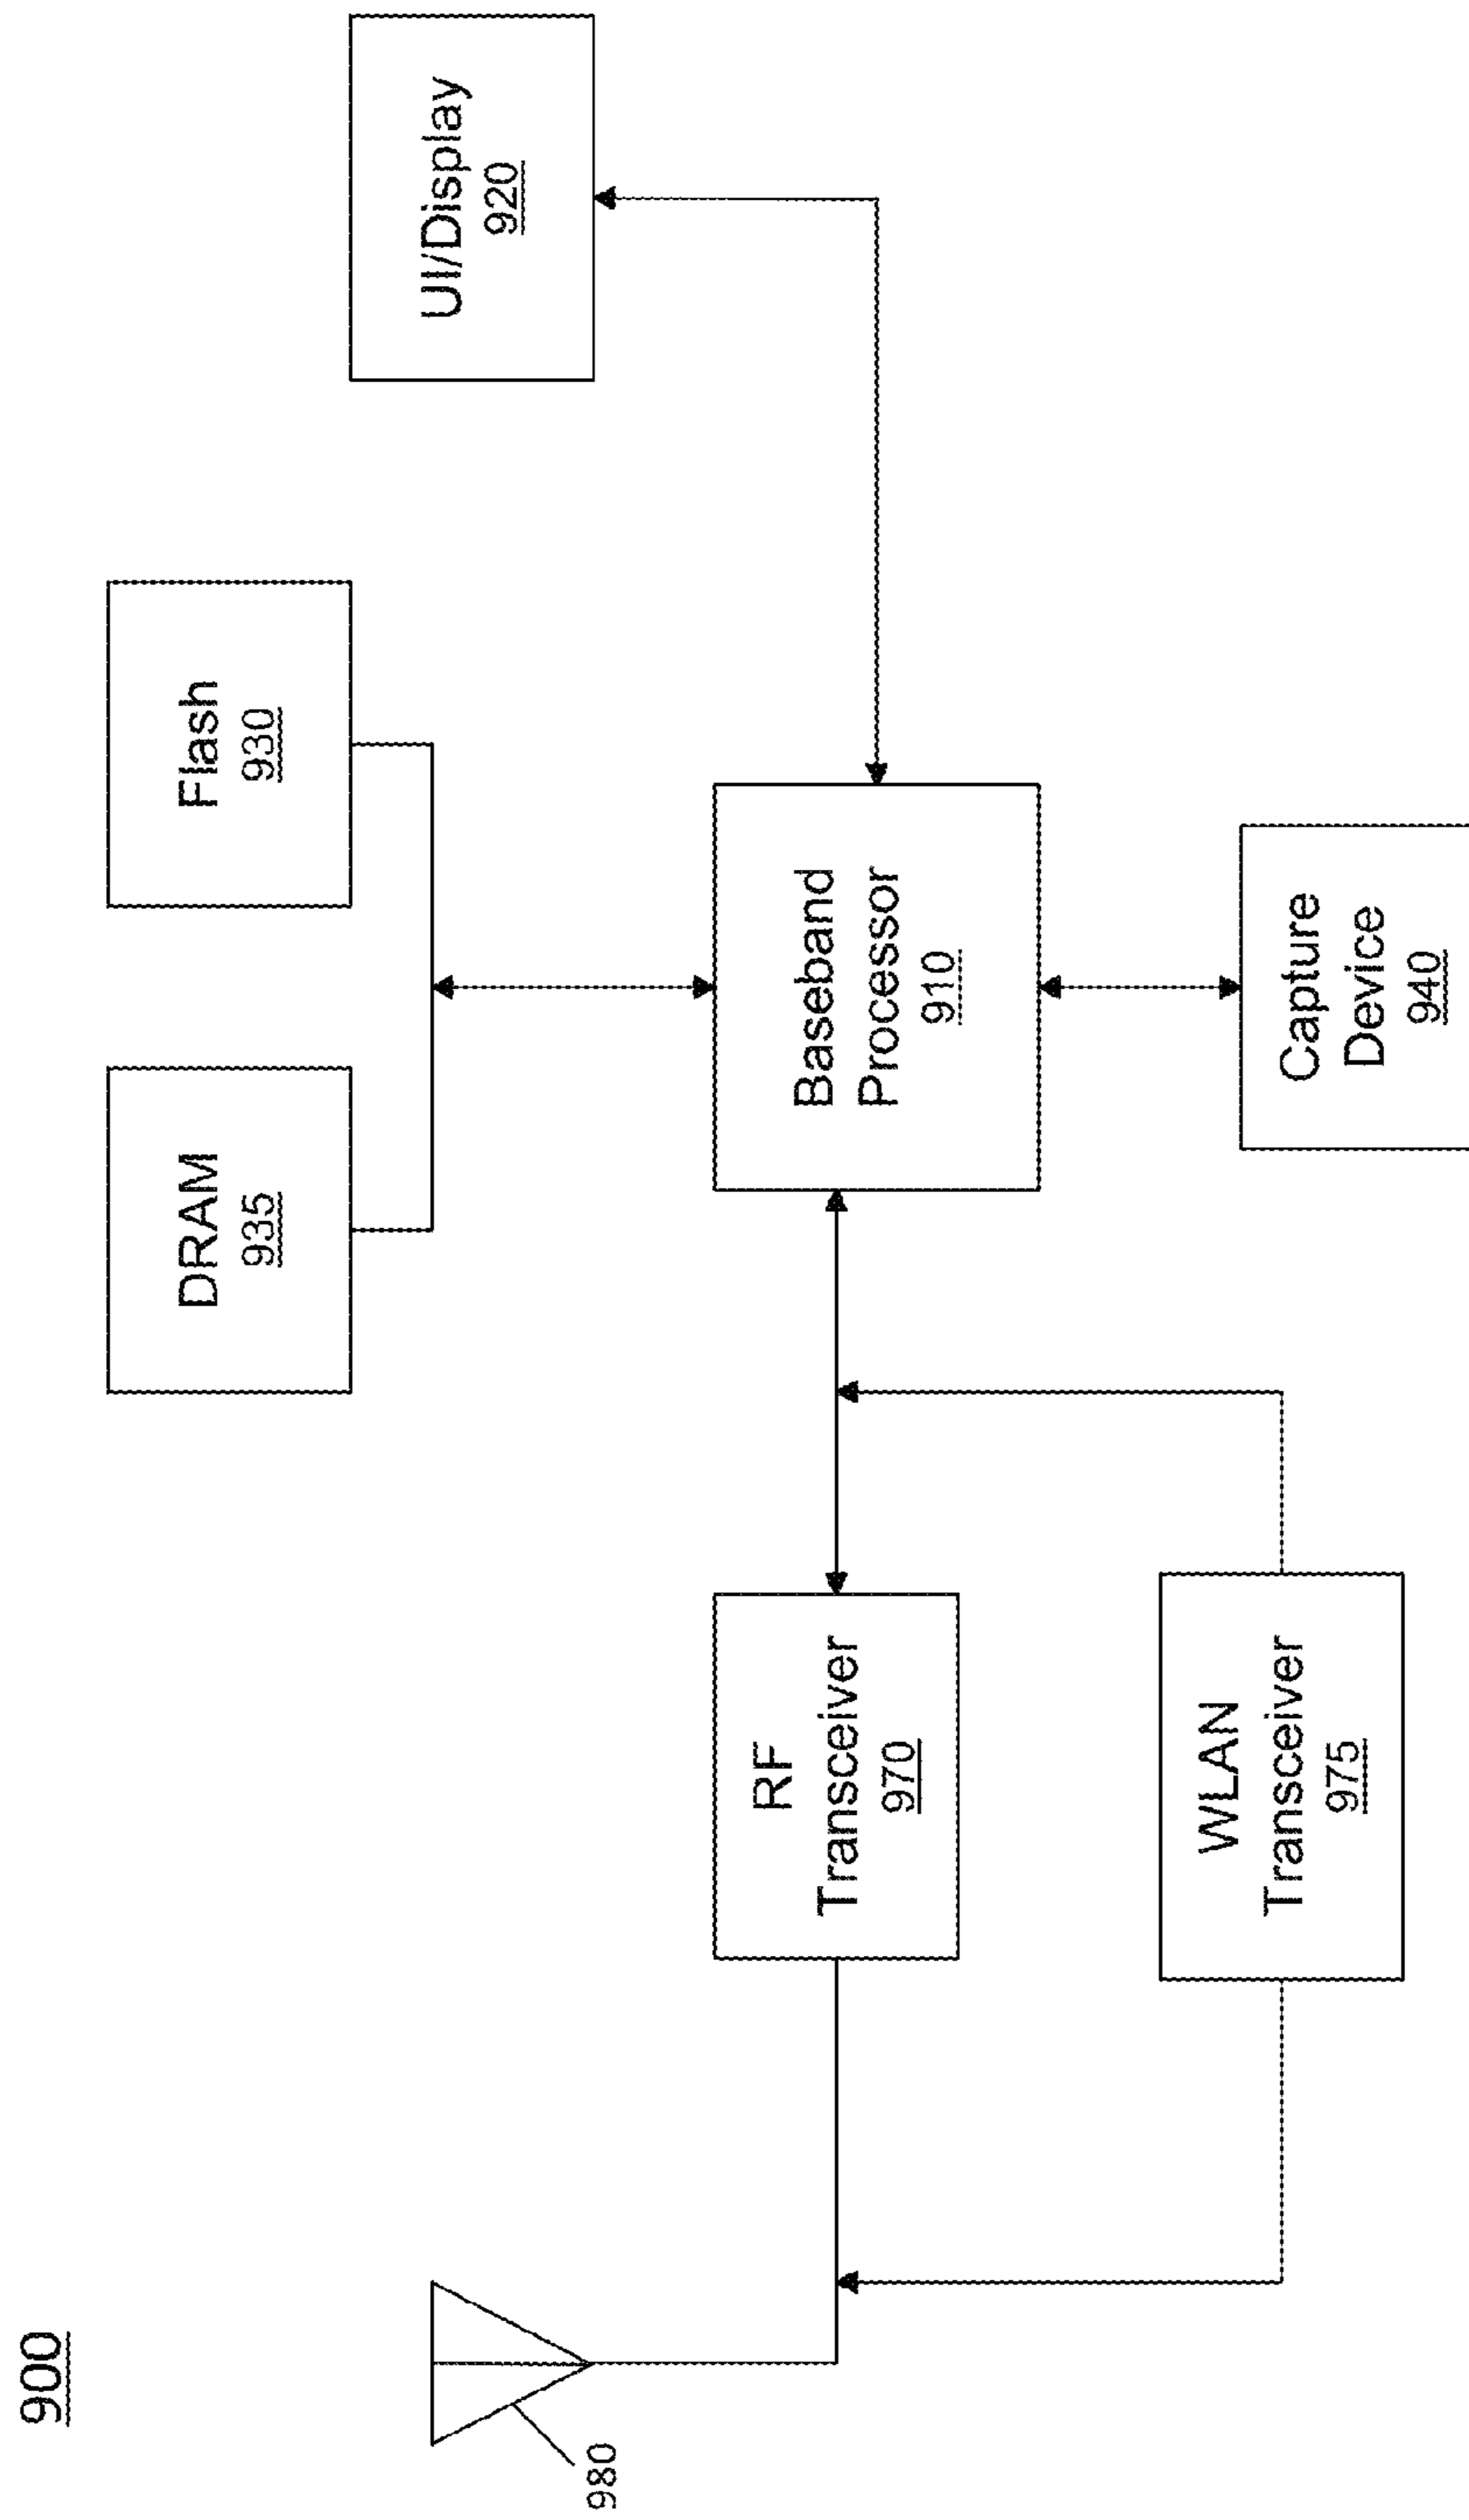 900
DRAM
935
Flash
930
UI/Display
920
980
RF
Transceiver
970
Baseband
Processor
910
WLAN
Transceiver
975
Capture
Device
940